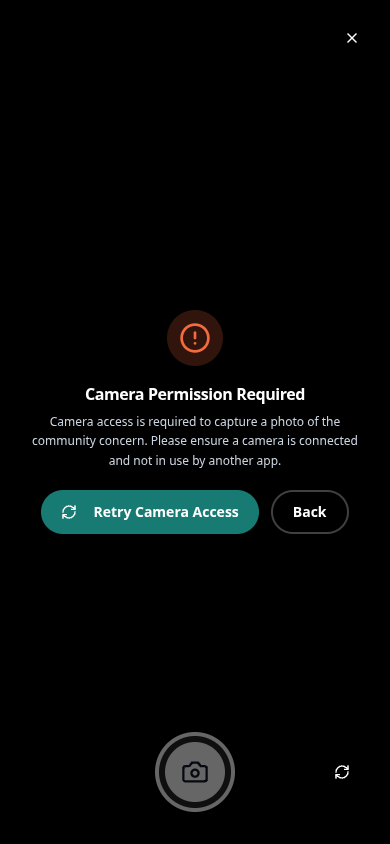 Camera Permission Required
Camera access is required to capture a photo of the
community concern. Please ensure a camera is connected
and not in use by another app.
Retry Camera Access
Back